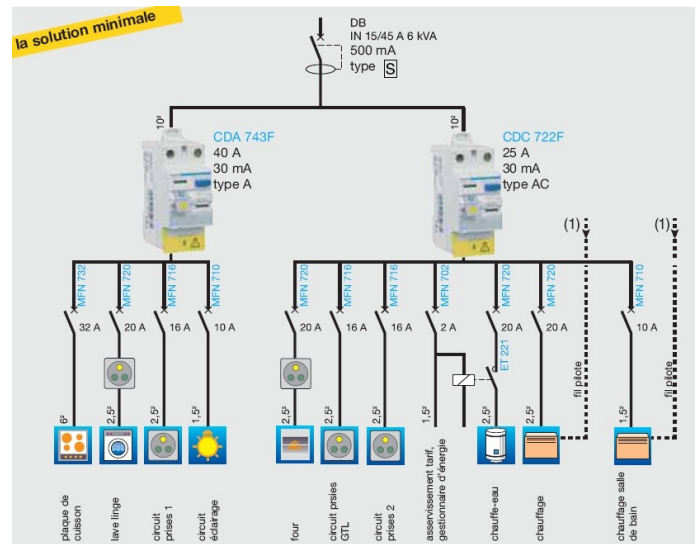 la solution minimale
DB
IN 15/45 A 6 kVA
500 mA
type S
10²
CDA 743F
40 A
30 mA
type A
10²
CDC 722F
25 A
30 mA
type AC
(1)
(1)
MFN 732
MFN 720
MFN 716
MFN 710
MFN 720
MFN 716
MFN 716
MFN 702
MFN 720
MFN 720
MFN 710
32 A
20 A
16 A
10 A
20 A
16 A
16 A
2 A
20 A
20 A
10 A
ET 221
fil pilote
fil pilote
6²
2,5²
2,5²
1,5²
2,5²
2,5²
2,5²
1,5²
2,5²
2,5²
1,5²
plaque de
cuisson
lave linge
circuit
prises 1
circuit
éclairage
four
circuit prsies
GTL
circuit
prises 2
asservissement tarif,
gestionnaire d'énergie
chauffe-eau
chauffage
chauffage salle
de bain